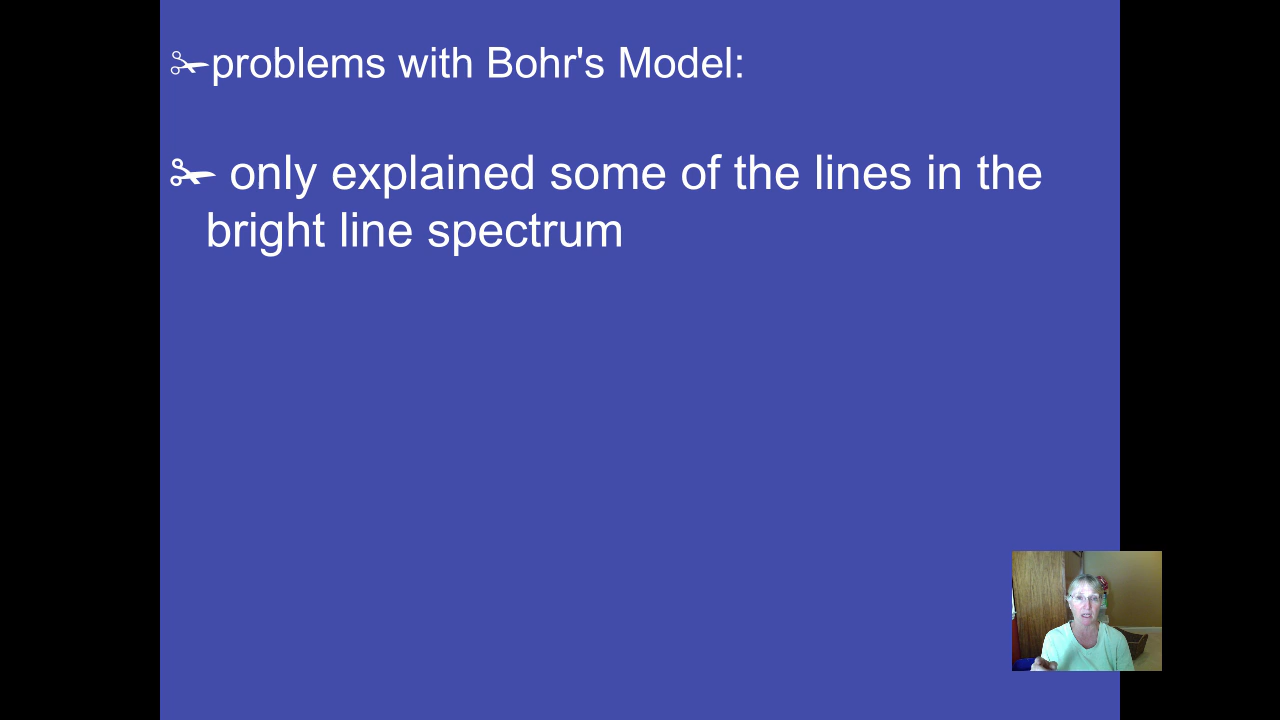 ✁problems with Bohr's Model:
✁ only explained some of the lines in the
bright line spectrum